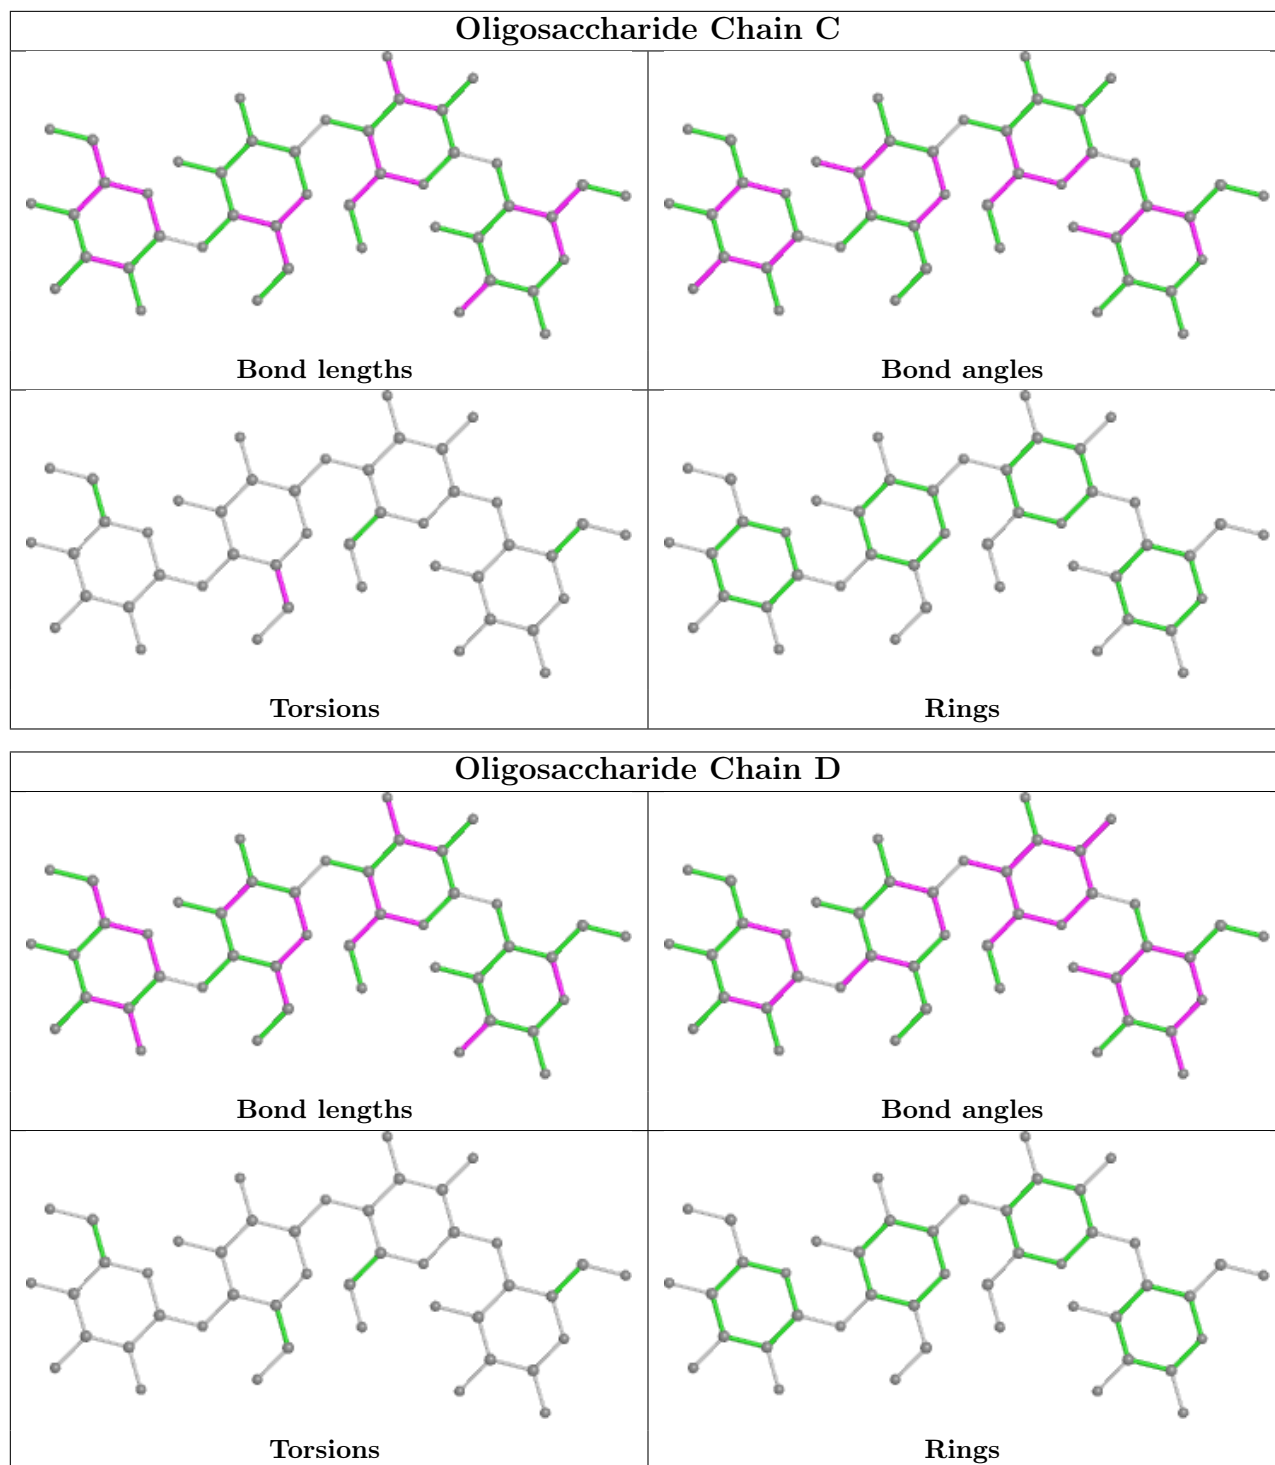 Oligosaccharide Chain C
Bond lengths
Bond angles
Torsions
Rings
Oligosaccharide Chain D
Bond lengths
Bond angles
Torsions
Rings